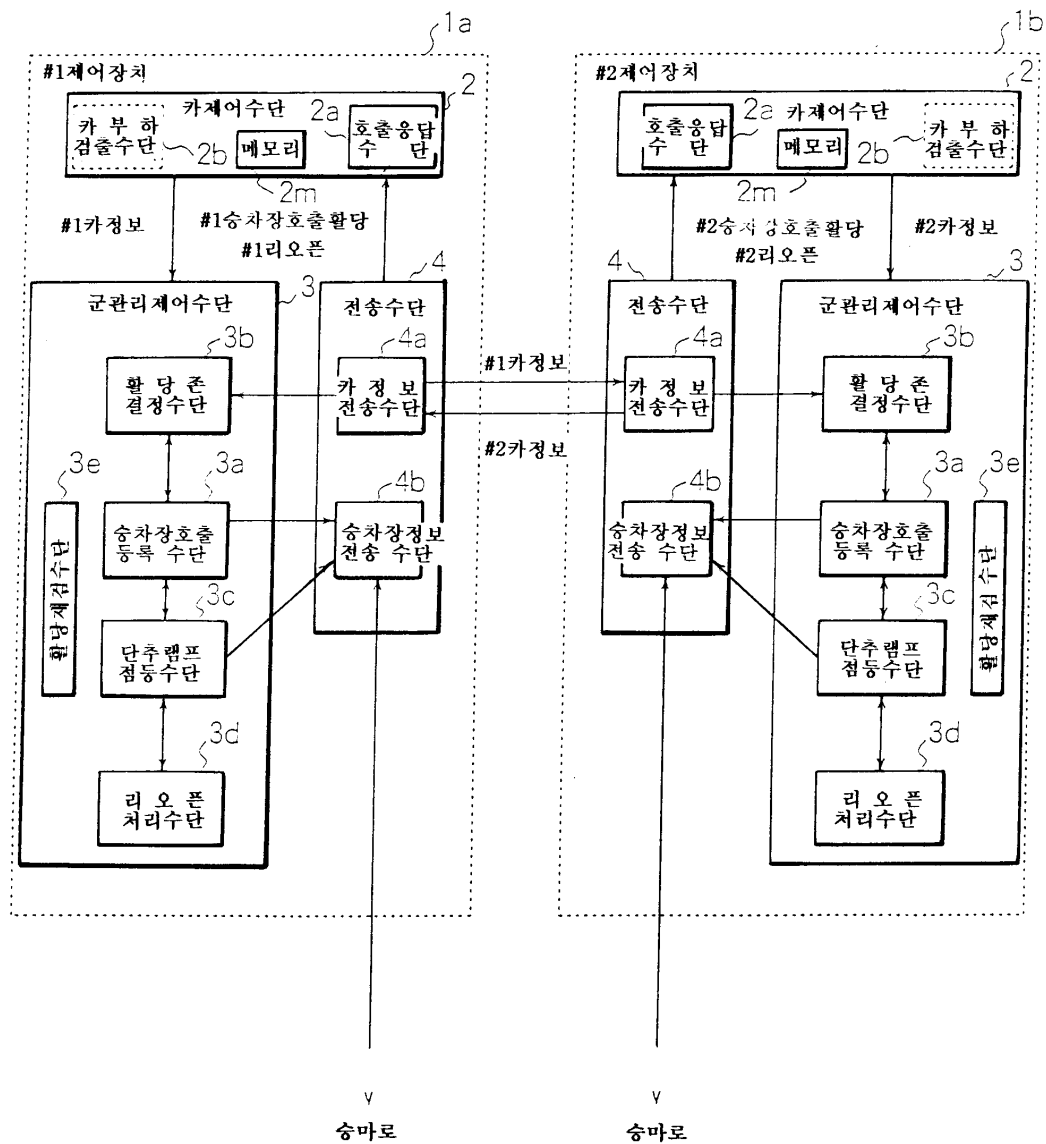 1a
1b
#1제어장치
#2제어장치
2
2
카제어수단
카제어수단
카 부 하
검출수단
2b
메모리
2m
2a
호출응답
수 단
호출응답
수 단
2a
메모리
2m
2b
카 부 하
검출수단
#1카정보
#1승차장호출활당
#1리오픈
#2승차장호출활당
#2리오픈
#2카정보
3
4
4
3
군관리제어수단
전송수단
전송수단
군관리제어수단
3b
4a
4a
3b
활 당 존
결정수단
카 정 보
전송수단
#1카정보
#2카정보
카 정 보
전송수단
활 당 존
결정수단
3e
3a
4b
4b
3a
3e
활당재검수단
승차장호출
등록 수단
승차장정보
전송 수단
승차장정보
전송 수단
승차장호출
등록 수단
활당재검수단
3c
3c
단추램프
점등수단
단추램프
점등수단
3d
3d
리 오 픈
처리수단
리 오 픈
처리수단
승마로
승마로